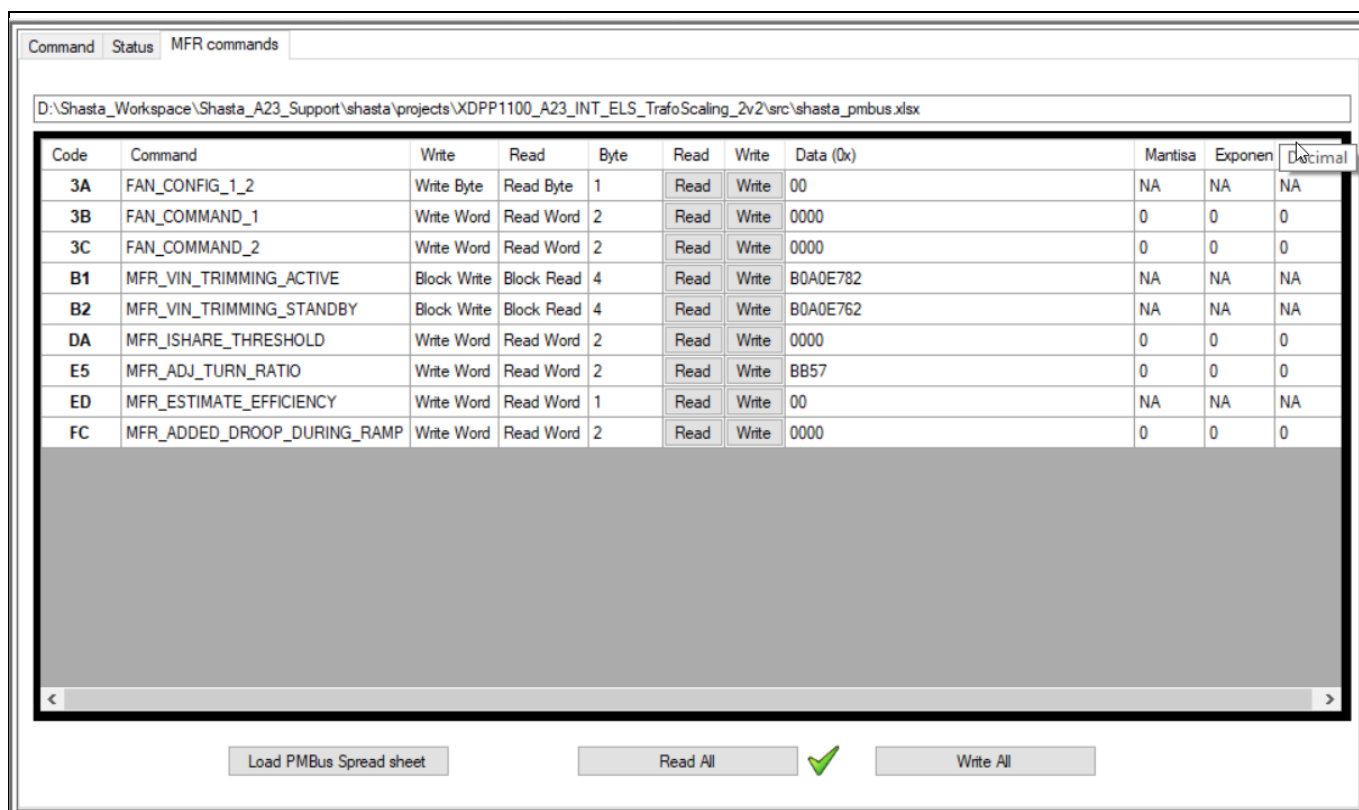 Command Status MFR commands
D:\Shasta_Workspace\Shasta_A23_Support\shasta\projects\XDPP1100_A23_INT_ELS_TrafoScaling_2v2\src\shasta_pmbus.xlsx
Code Command Write Read Byte Read Write Data (0x) Mantisa Exponen Decimal
3A FAN_CONFIG_1_2 Write Byte Read Byte 1 Read Write 00 NA NA NA
3B FAN_COMMAND_1 Write Word Read Word 2 Read Write 0000 0 0 0
3C FAN_COMMAND_2 Write Word Read Word 2 Read Write 0000 0 0 0
B1 MFR_VIN_TRIMMING_ACTIVE Block Write Block Read 4 Read Write B0A0E782 NA NA NA
B2 MFR_VIN_TRIMMING_STANDBY Block Write Block Read 4 Read Write B0A0E762 NA NA NA
DA MFR_ISHARE_THRESHOLD Write Word Read Word 2 Read Write 0000 0 0 0
E5 MFR_ADJ_TURN_RATIO Write Word Read Word 2 Read Write BB57 0 0 0
ED MFR_ESTIMATE_EFFICIENCY Write Word Read Word 1 Read Write 00 NA NA NA
FC MFR_ADDED_DROOP_DURING_RAMP Write Word Read Word 2 Read Write 0000 0 0 0
Load PMBus Spread sheet Read All Write All